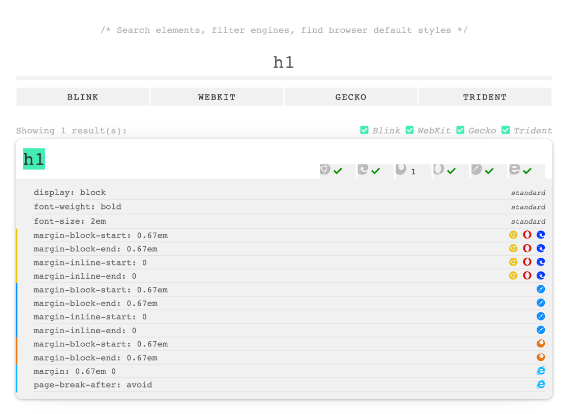 /* Search elements, filter engines, find browser default styles */
h1
BLINK WEBKIT GECKO TRIDENT
Showing 1 result(s): Blink WebKit Gecko Trident
h1
1
display: block standard
font-weight: bold standard
font-size: 2em standard
margin-block-start: 0.67em
margin-block-end: 0.67em
margin-inline-start: 0
margin-inline-end: 0
margin-block-start: 0.67em
margin-block-end: 0.67em
margin-inline-start: 0
margin-inline-end: 0
margin-block-start: 0.67em
margin-block-end: 0.67em
margin: 0.67em 0
page-break-after: avoid